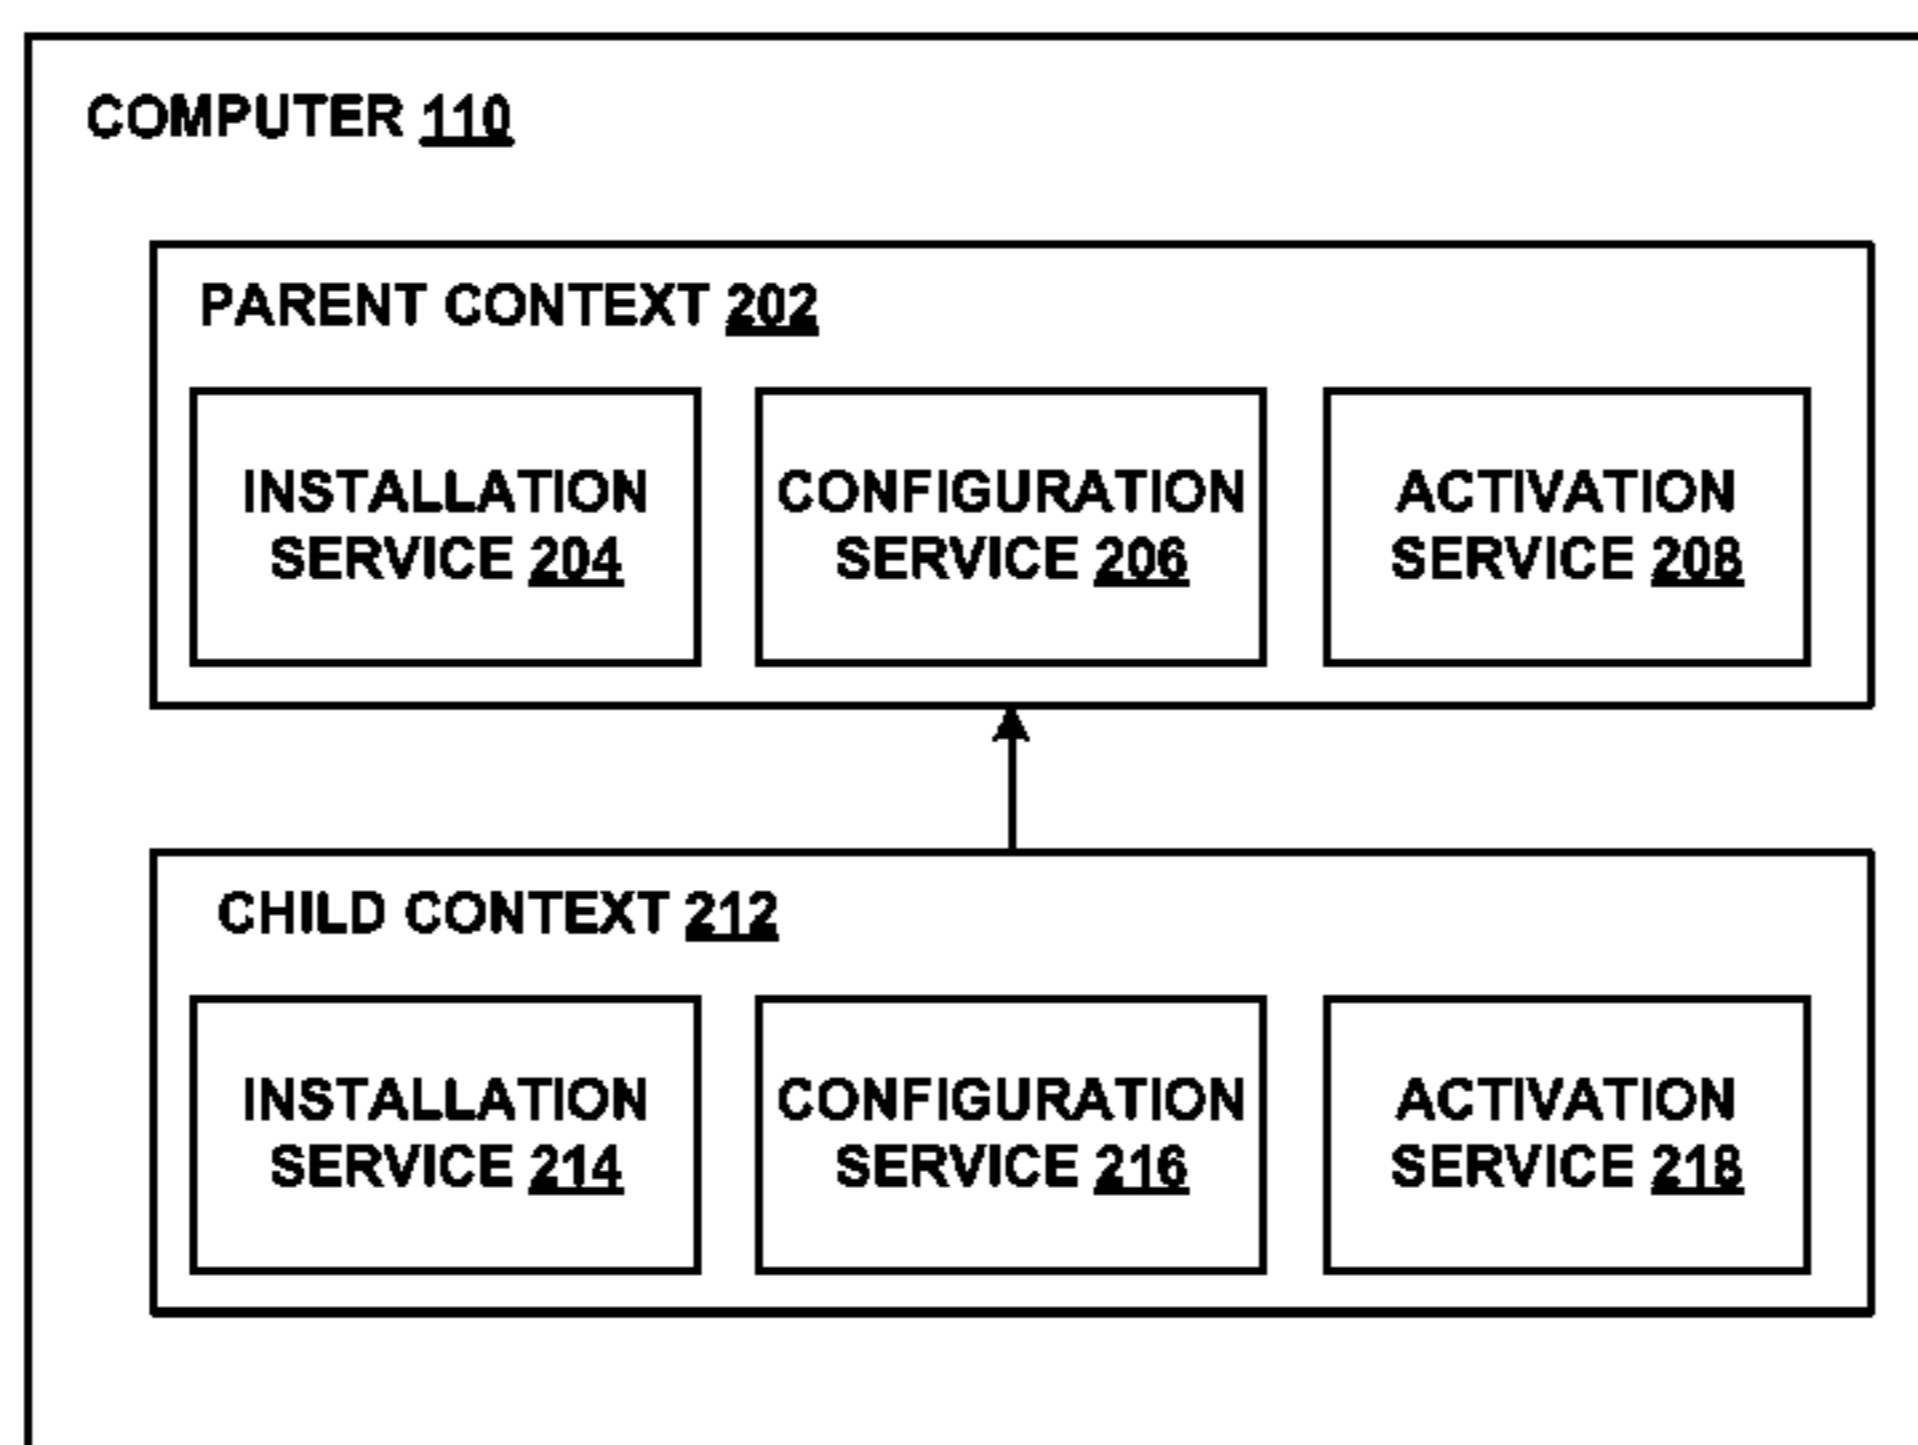 COMPUTER 110
PARENT CONTEXT 202
INSTALLATION
SERVICE 204
CONFIGURATION
SERVICE 206
ACTIVATION
SERVICE 208
CHILD CONTEXT 212
INSTALLATION
SERVICE 214
CONFIGURATION
SERVICE 216
ACTIVATION
SERVICE 218